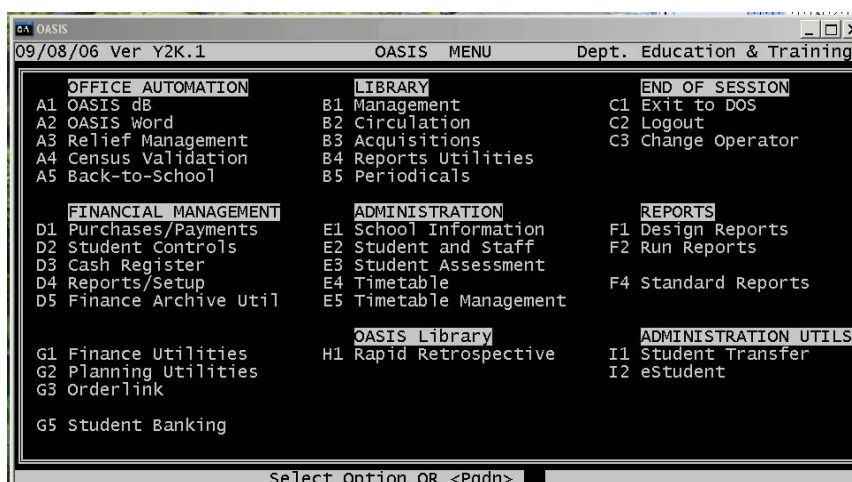 OASIS
09/08/06 Ver Y2K.1 OASIS MENU Dept. Education & Training
OFFICE AUTOMATION LIBRARY END OF SESSION
A1 OASIS dB B1 Management C1 Exit to DOS
A2 OASIS Word B2 Circulation C2 Logout
A3 Relief Management B3 Acquisitions C3 Change Operator
A4 Census Validation B4 Reports Utilities
A5 Back-to-School B5 Periodicals
FINANCIAL MANAGEMENT ADMINISTRATION REPORTS
D1 Purchases/Payments E1 School Information F1 Design Reports
D2 Student Controls E2 Student and Staff F2 Run Reports
D3 Cash Register E3 Student Assessment
D4 Reports/Setup E4 Timetable F4 Standard Reports
D5 Finance Archive Util E5 Timetable Management
OASIS Library ADMINISTRATION UTILS
G1 Finance Utilities H1 Rapid Retrospective I1 Student Transfer
G2 Planning Utilities I2 eStudent
G3 Orderlink
G5 Student Banking
Select Option OR <Pgdn>